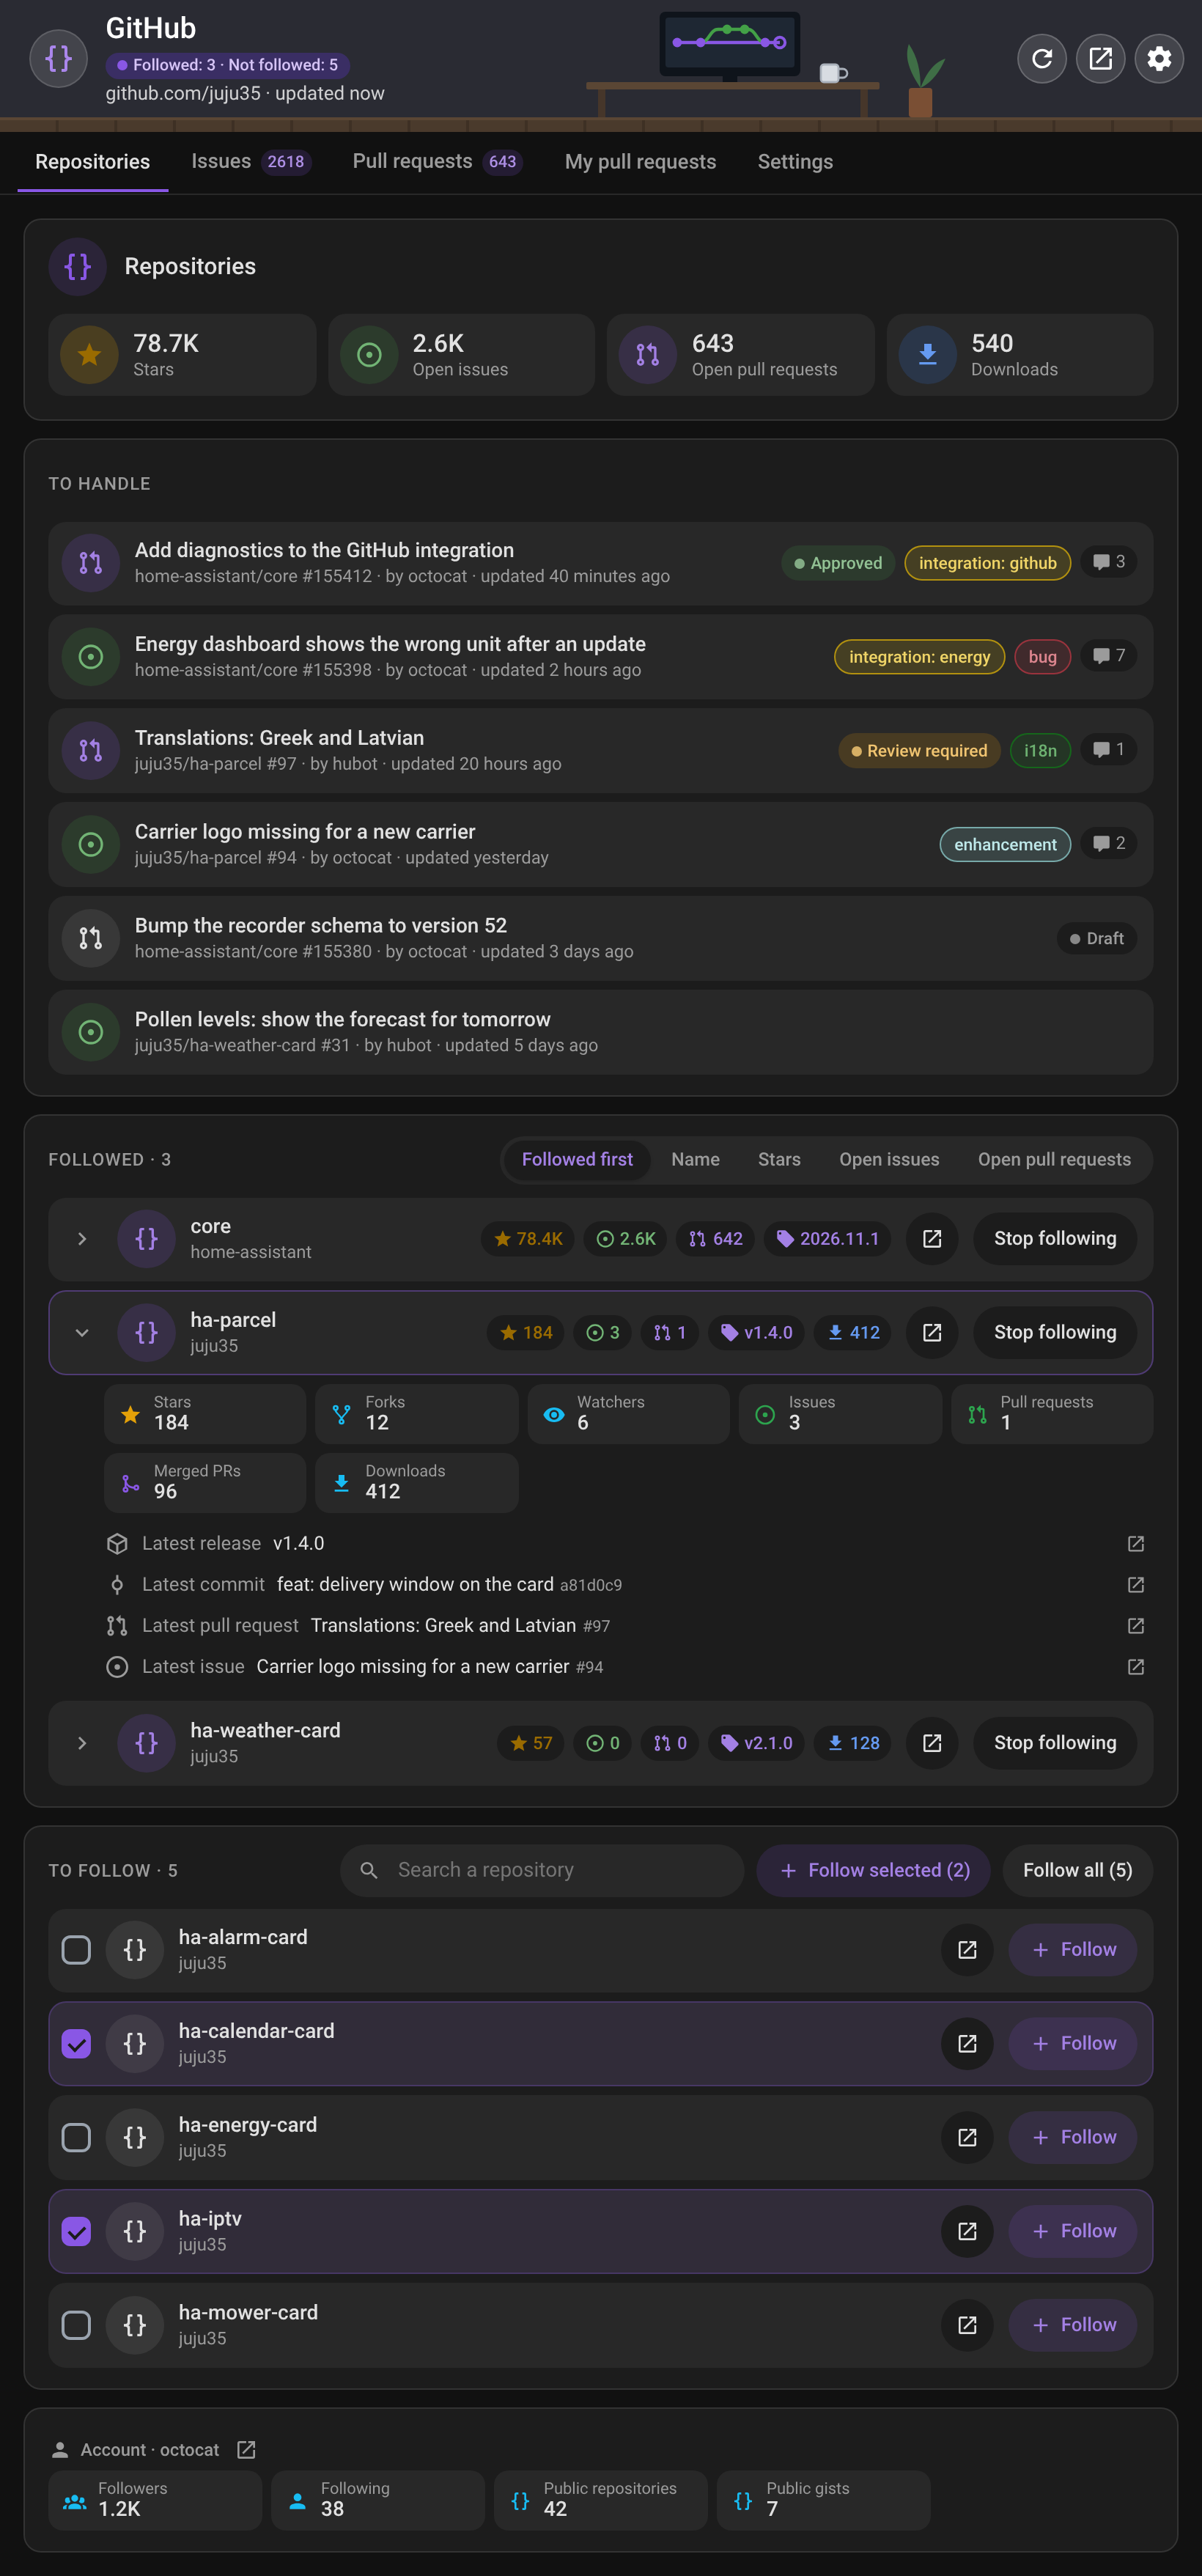 GitHub
Followed: 3 · Not followed: 5
github.com/juju35 · updated now
Repositories
Issues 2618
Pull requests 643
My pull requests
Settings
Repositories
78.7K
Stars
2.6K
Open issues
643
Open pull requests
540
Downloads
TO HANDLE
Add diagnostics to the GitHub integration
home-assistant/core #155412 · by octocat · updated 40 minutes ago
Approved
integration: github
3
Energy dashboard shows the wrong unit after an update
home-assistant/core #155398 · by octocat · updated 2 hours ago
integration: energy
bug
7
Translations: Greek and Latvian
juju35/ha-parcel #97 · by hubot · updated 20 hours ago
Review required
i18n
1
Carrier logo missing for a new carrier
juju35/ha-parcel #94 · by octocat · updated yesterday
enhancement
2
Bump the recorder schema to version 52
home-assistant/core #155380 · by octocat · updated 3 days ago
Draft
Pollen levels: show the forecast for tomorrow
juju35/ha-weather-card #31 · by hubot · updated 5 days ago
FOLLOWED · 3
Followed first
Name
Stars
Open issues
Open pull requests
core
home-assistant
78.4K
2.6K
642
2026.11.1
Stop following
ha-parcel
juju35
184
3
1
v1.4.0
412
Stop following
Stars
184
Forks
12
Watchers
6
Issues
3
Pull requests
1
Merged PRs
96
Downloads
412
Latest release v1.4.0
Latest commit feat: delivery window on the card a81d0c9
Latest pull request Translations: Greek and Latvian #97
Latest issue Carrier logo missing for a new carrier #94
ha-weather-card
juju35
57
0
0
v2.1.0
128
Stop following
TO FOLLOW · 5
Search a repository
+ Follow selected (2)
Follow all (5)
ha-alarm-card
juju35
+ Follow
ha-calendar-card
juju35
+ Follow
ha-energy-card
juju35
+ Follow
ha-iptv
juju35
+ Follow
ha-mower-card
juju35
+ Follow
Account · octocat
Followers
1.2K
Following
38
Public repositories
42
Public gists
7